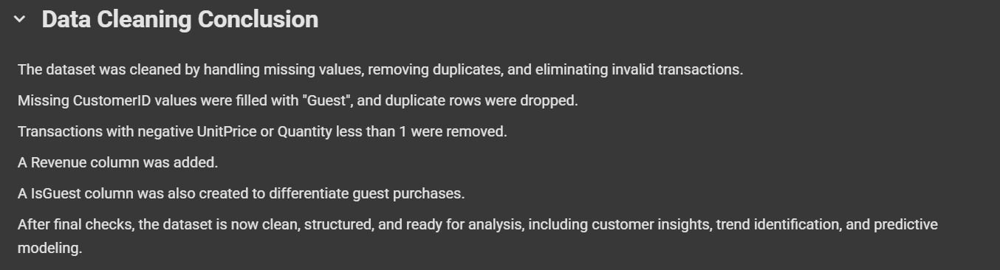 Data Cleaning Conclusion
The dataset was cleaned by handling missing values, removing duplicates, and eliminating invalid transactions.
Missing CustomerID values were filled with "Guest", and duplicate rows were dropped.
Transactions with negative UnitPrice or Quantity less than 1 were removed.
A Revenue column was added.
A IsGuest column was also created to differentiate guest purchases.
After final checks, the dataset is now clean, structured, and ready for analysis, including customer insights, trend identification, and predictive
modeling.